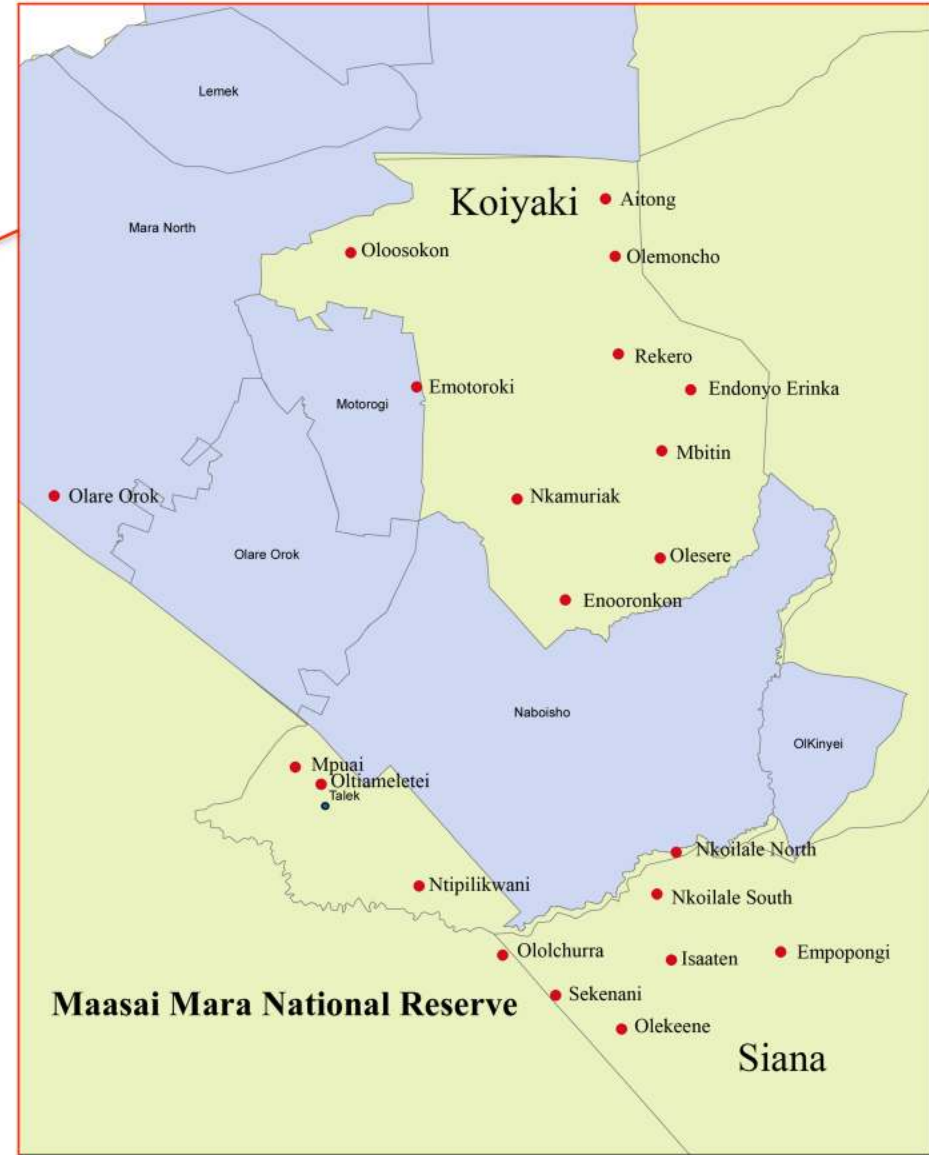 Lemek
Koiyaki
Aitong
Mara North
Oloosokon
Olemoncho
Rekero
Emotoroki
Endonyo Erinka
Motorogi
Mbitin
Olare Orok
Nkamuriak
Olare Orok
Olesere
Enooronkon
Naboisho
OlKinyei
Mpuai
Oltiameletei
Talek
Nkoilale North
Ntipilikwani
Nkoilale South
Ololchurra
Isaaten
Empopongi
Maasai Mara National Reserve
Sekenani
Olekeene
Siana